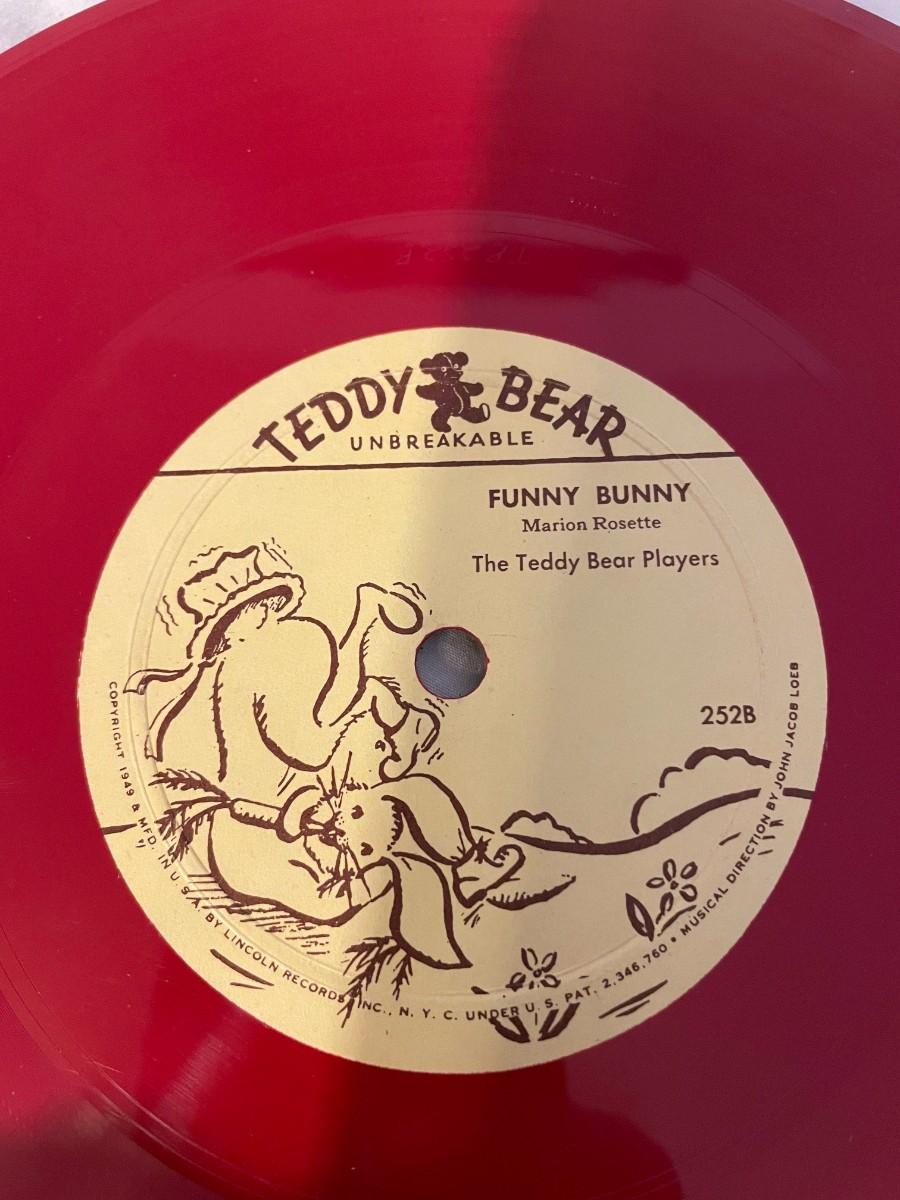 TEDDY BEAR
UNBREAKABLE
FUNNY BUNNY
Marion Rosette
The Teddy Bear Players
252B
COPYRIGHT 1949 & MFD. IN U.S.A. BY LINCOLN RECORDS, INC., N. Y. C. UNDER U. S. PAT. 2,346,760 • MUSICAL DIRECTION BY JOHN JACOB LOEB